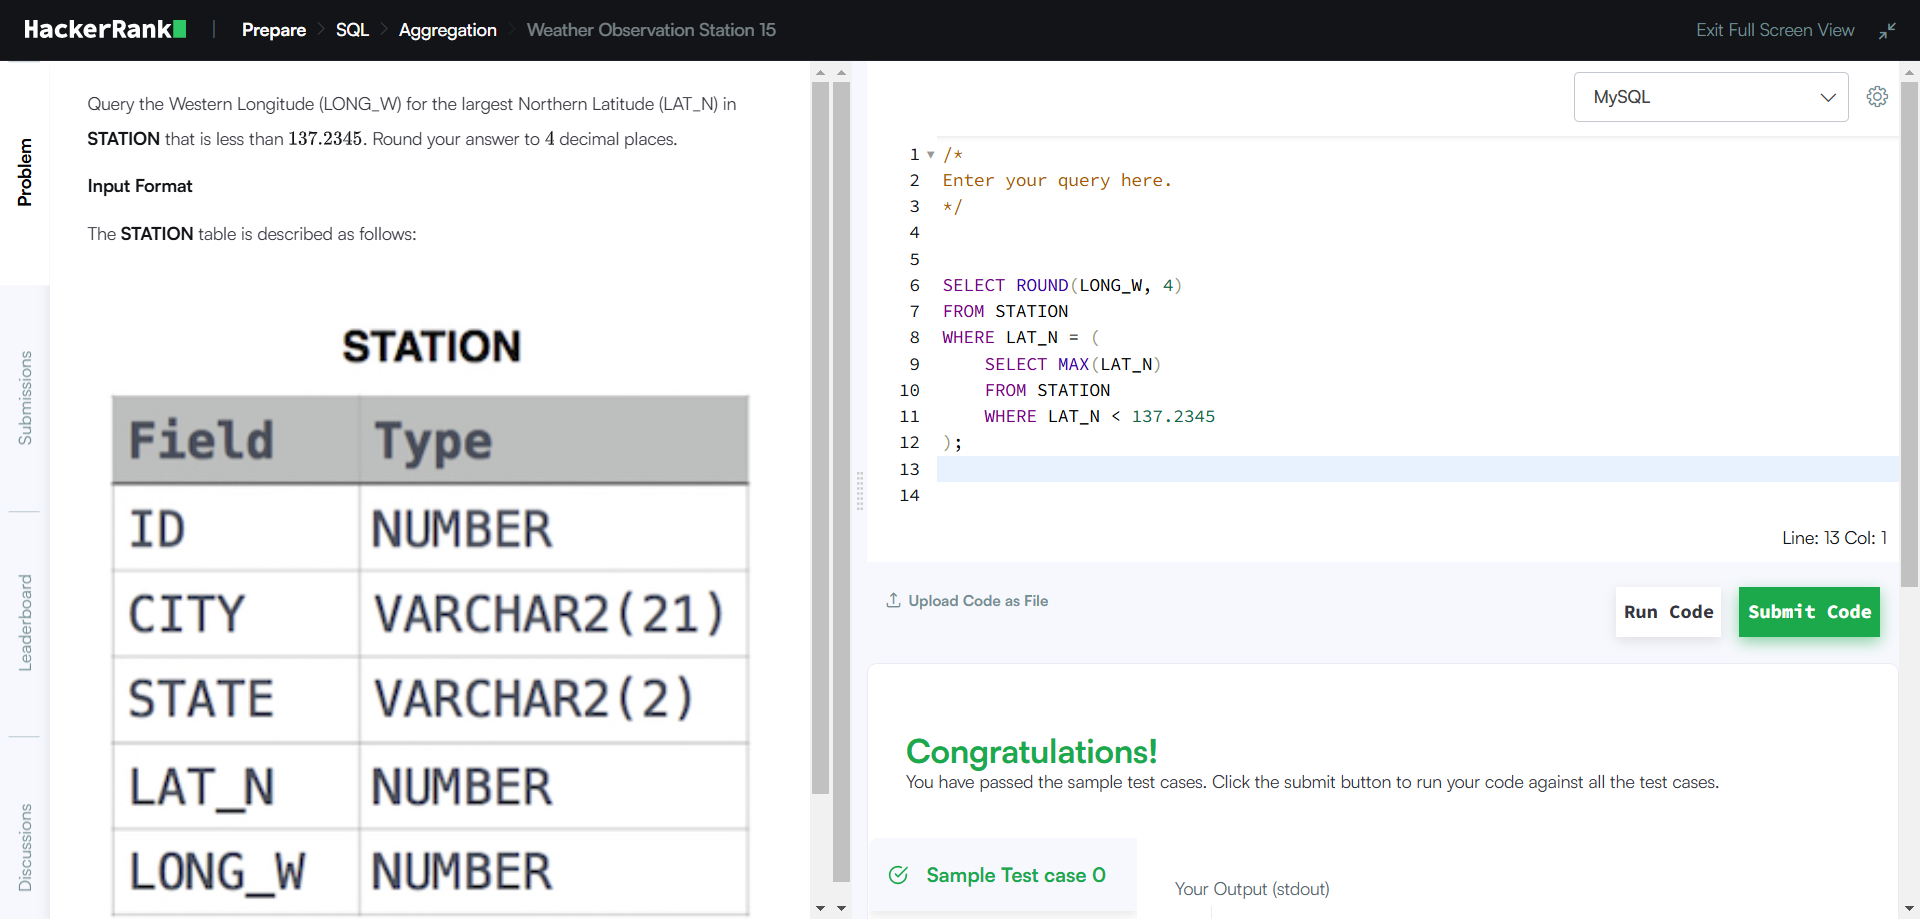 HackerRank | Prepare > SQL > Aggregation > Weather Observation Station 15
Exit Full Screen View
Problem
Submissions
Leaderboard
Discussions
Query the Western Longitude (LONG_W) for the largest Northern Latitude (LAT_N) in
STATION that is less than 137.2345. Round your answer to 4 decimal places.
Input Format
The STATION table is described as follows:
STATION
Field Type
ID NUMBER
CITY VARCHAR2(21)
STATE VARCHAR2(2)
LAT_N NUMBER
LONG_W NUMBER
MySQL
1 /*
2 Enter your query here.
3 */
4
5
6 SELECT ROUND(LONG_W, 4)
7 FROM STATION
8 WHERE LAT_N = (
9     SELECT MAX(LAT_N)
10     FROM STATION
11     WHERE LAT_N < 137.2345
12 );
13
14
Line: 13 Col: 1
Upload Code as File
Run Code
Submit Code
Congratulations!
You have passed the sample test cases. Click the submit button to run your code against all the test cases.
Sample Test case 0
Your Output (stdout)